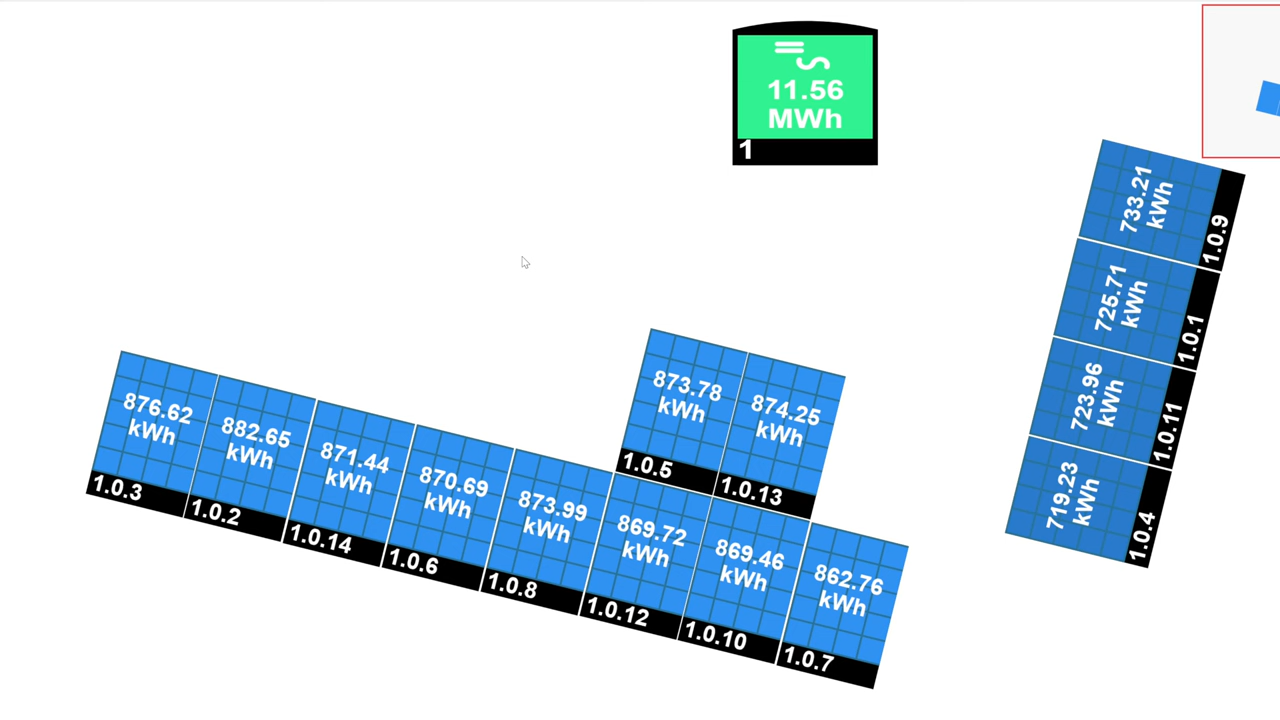 11.56
MWh
1
733.21
kWh
1.0.9
725.71
kWh
1.0.1
723.96
kWh
1.0.11
719.23
kWh
1.0.4
873.78
kWh
1.0.5
874.25
kWh
1.0.13
876.62
kWh
1.0.3
882.65
kWh
1.0.2
871.44
kWh
1.0.14
870.69
kWh
1.0.6
873.99
kWh
1.0.8
869.72
kWh
1.0.12
869.46
kWh
1.0.10
862.76
kWh
1.0.7